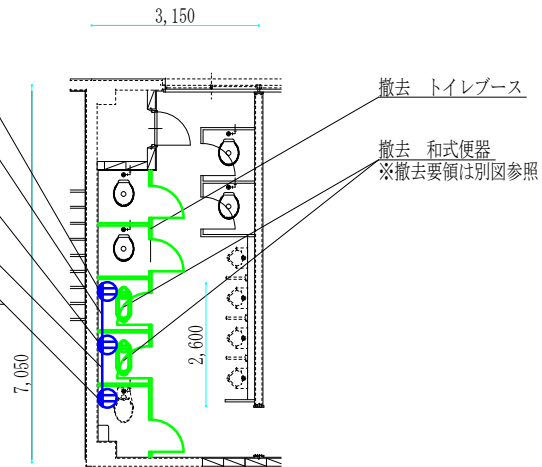 3,150
撤去　トイレブース
撤去　和式便器
※撤去要領は別図参照
2,600
7,050